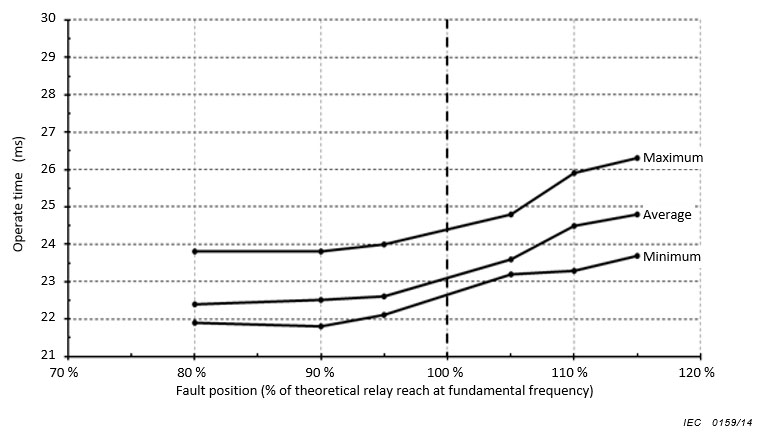 30
29
28
27
26
25
24
23
22
21
Operate time (ms)
Maximum
Average
Minimum
70 % 80 % 90 % 100 % 110 % 120 %
Fault position (% of theoretical relay reach at fundamental frequency)
IEC 0159/14